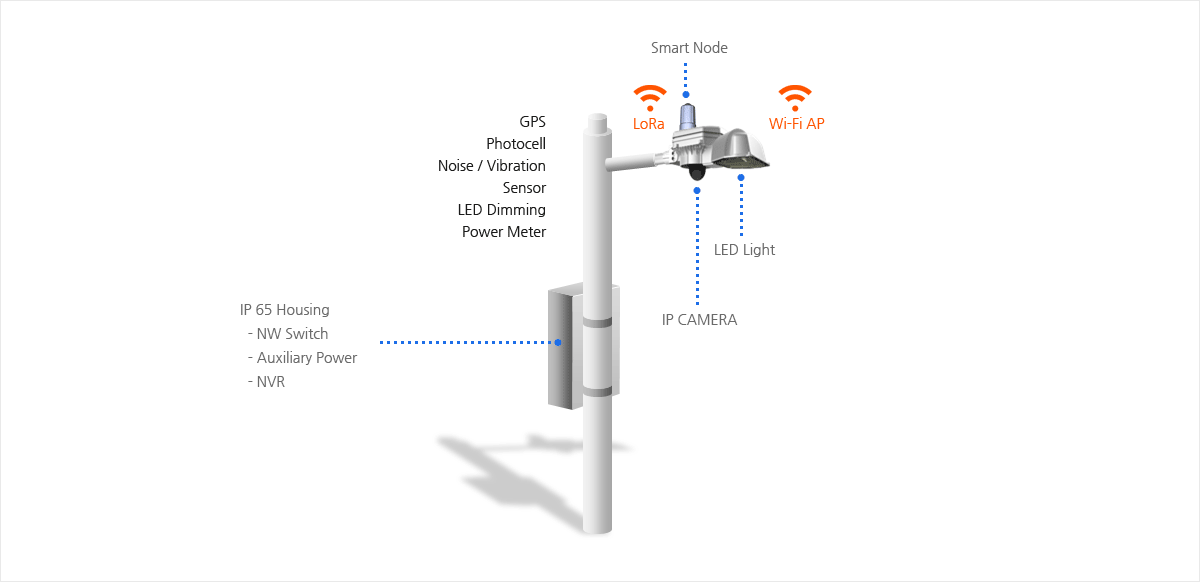 Smart Node
LoRa
Wi-Fi AP
GPS
Photocell
Noise / Vibration
Sensor
LED Dimming
Power Meter
LED Light
IP CAMERA
IP 65 Housing
- NW Switch
- Auxiliary Power
- NVR